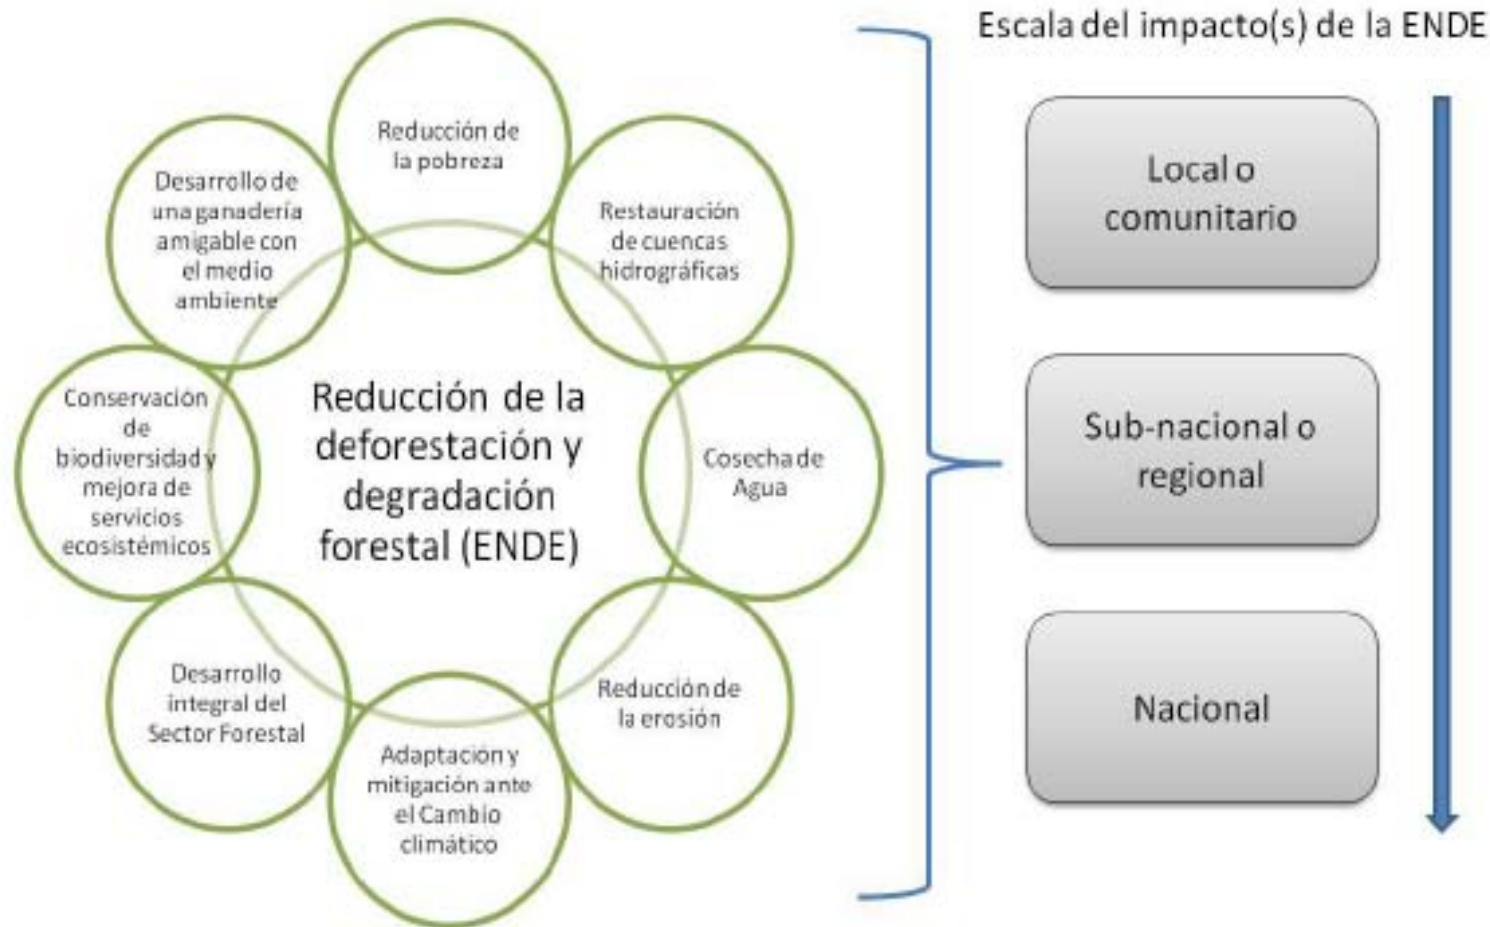 Escala del impacto(s) de la ENDE
Reducción de
la pobreza
Restauración
de cuencas
hidrográficas
Cosecha de
Agua
Reducción de
la erosión
Adaptación y
mitigación ante
el Cambio
climático
Desarrollo
integral del
Sector Forestal
Conservación
de
biodiversidad y
mejora de
servicios
ecosistémicos
Desarrollo de
una ganadería
amigable con
el medio
ambiente
Reducción de la
deforestación y
degradación
forestal (ENDE)
Local o
comunitario
Sub-nacional o
regional
Nacional